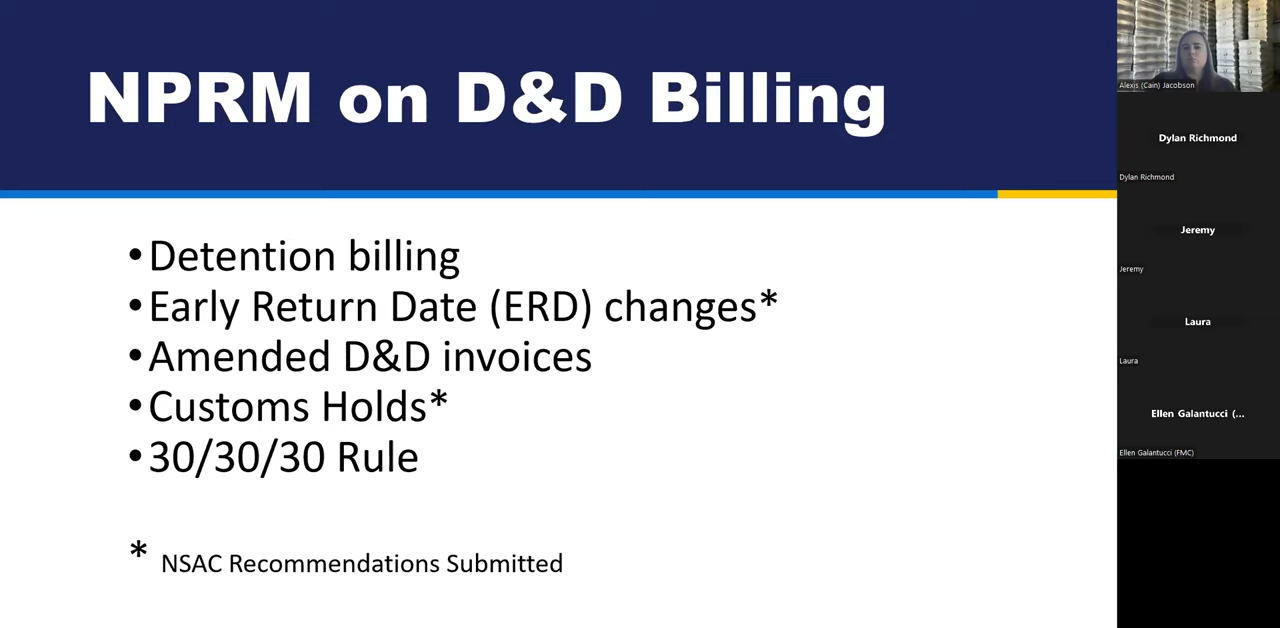 NPRM on D&D Billing
•Detention billing
•Early Return Date (ERD) changes*
•Amended D&D invoices
•Customs Holds*
•30/30/30 Rule
* NSAC Recommendations Submitted
Alexis (Cain) Jacobson
Dylan Richmond
Dylan Richmond
Jeremy
Jeremy
Laura
Laura
Ellen Galantucci (...
Ellen Galantucci (FMC)